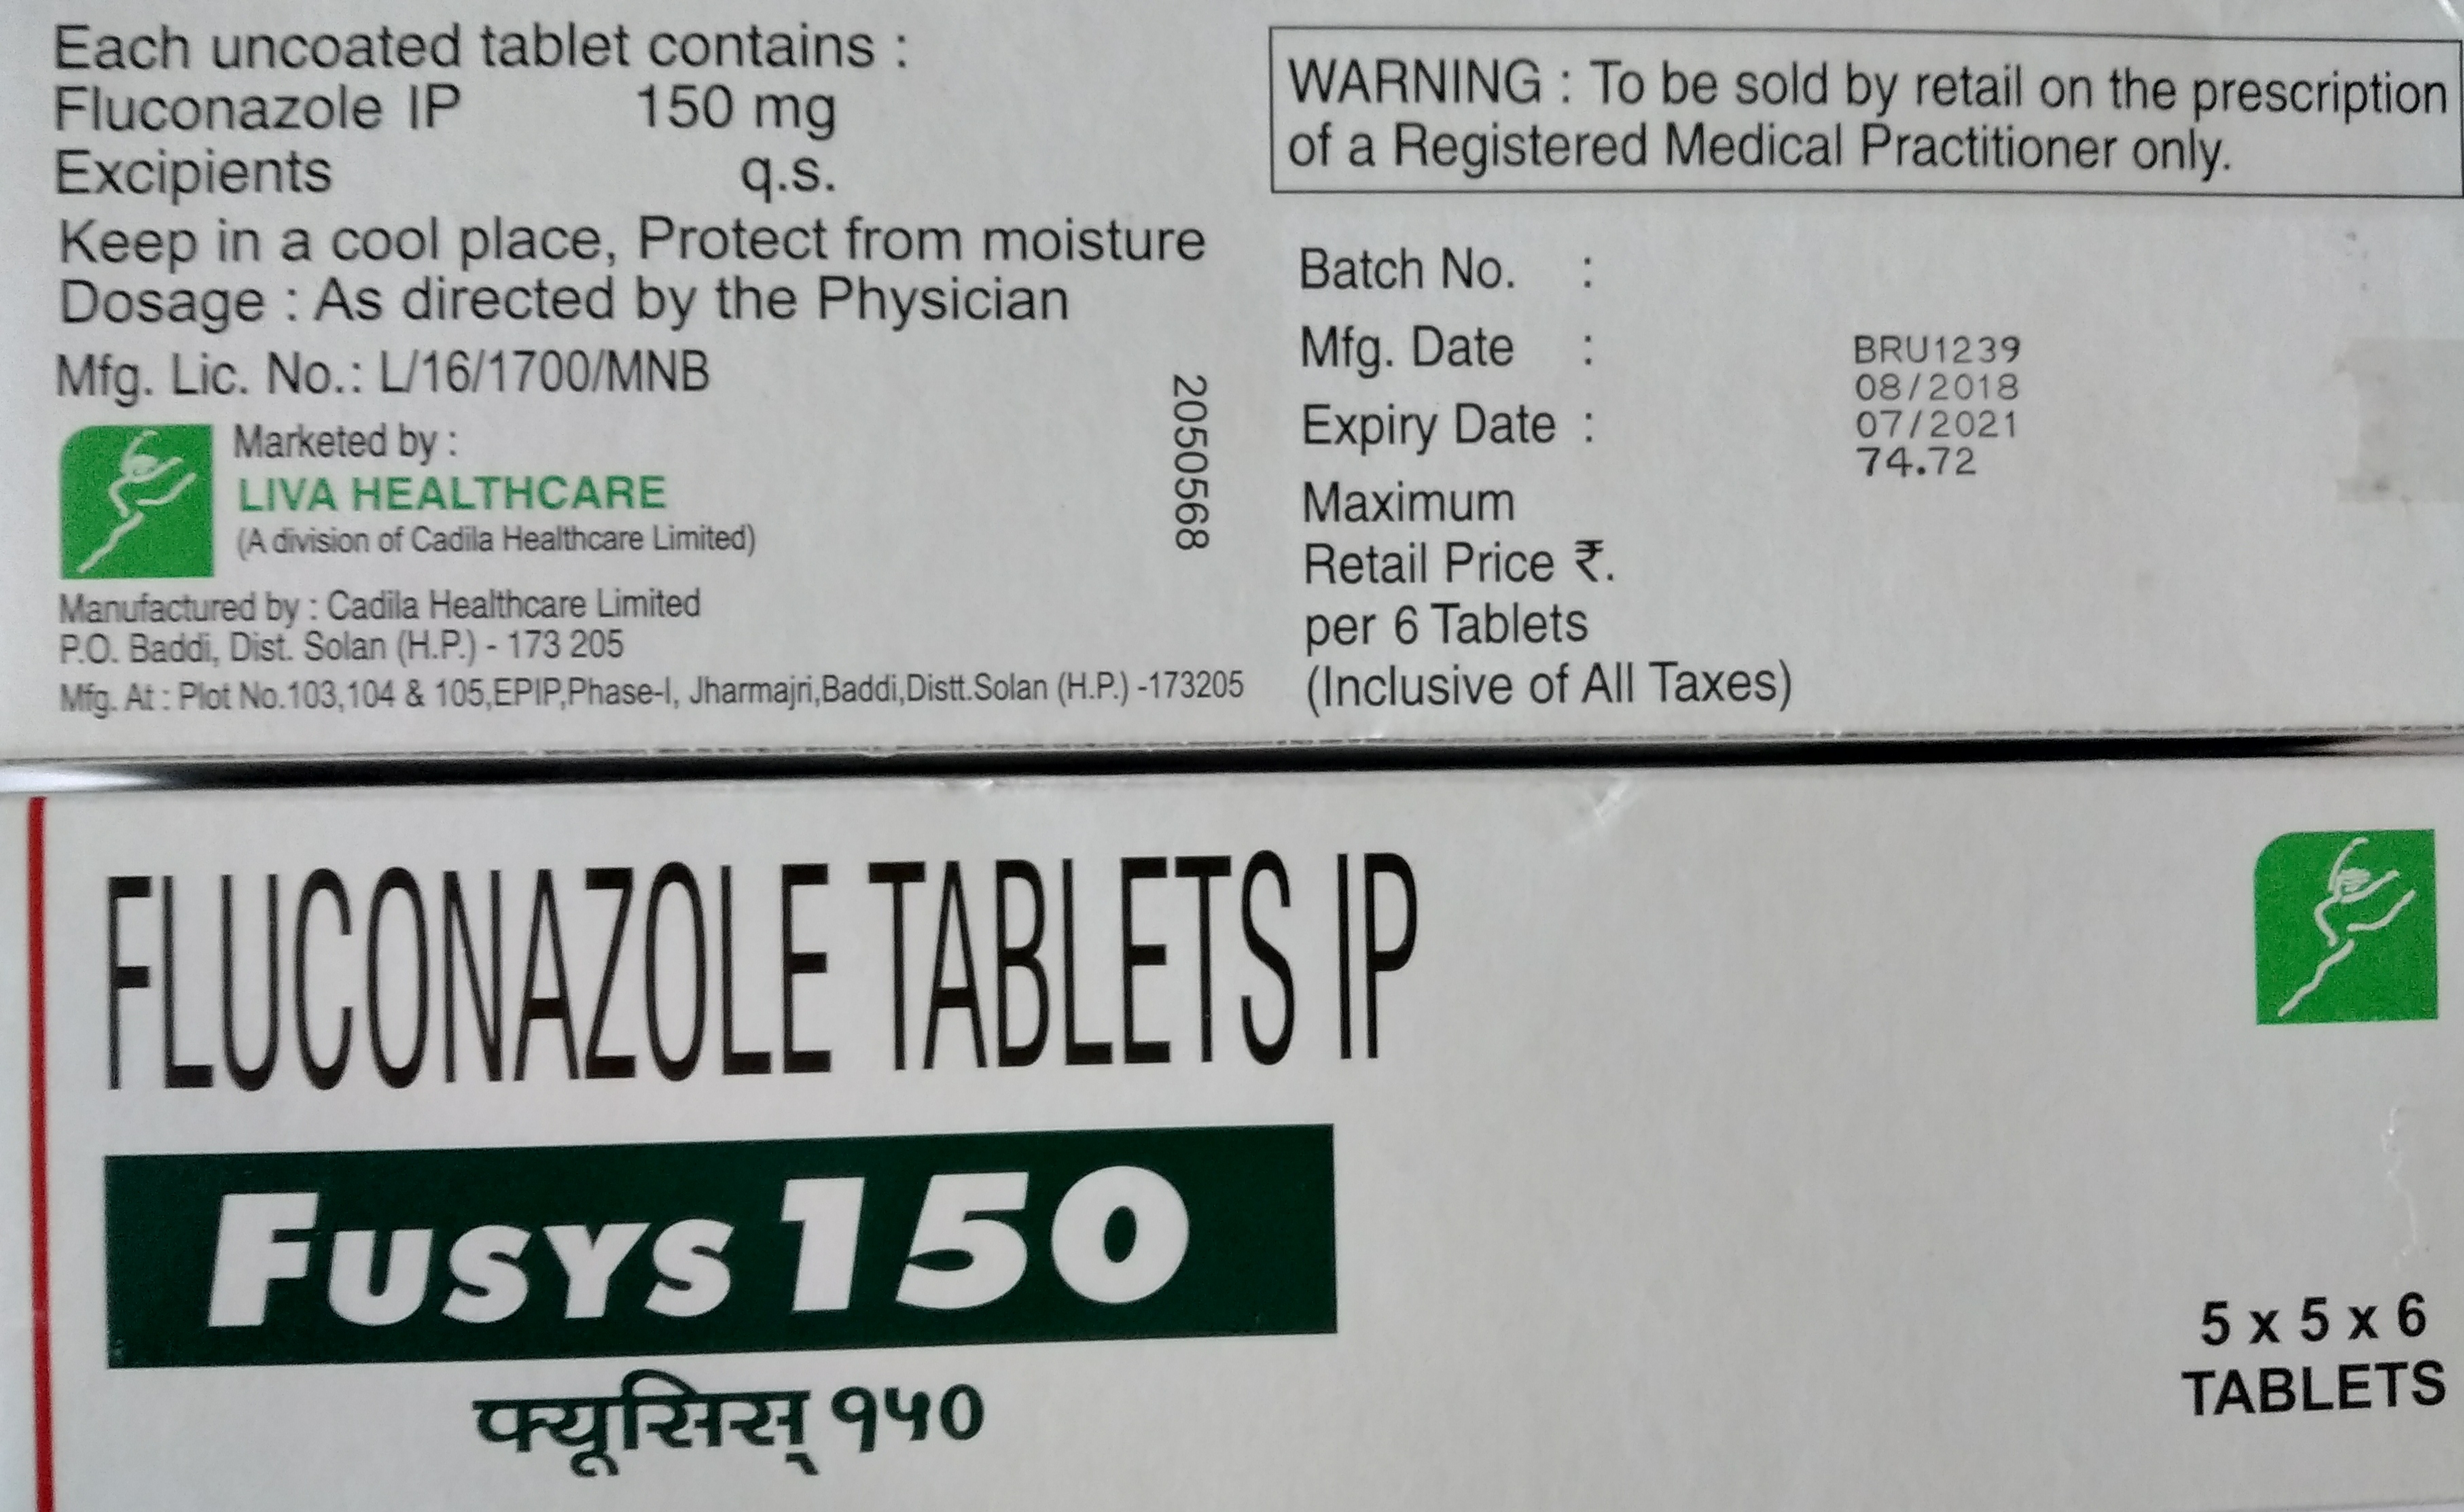 Each uncoated tablet contains :
Fluconazole IP 150 mg
Excipients q.s.
Keep in a cool place, Protect from moisture
Dosage : As directed by the Physician
Mfg. Lic. No.: L/16/1700/MNB
Marketed by :
LIVA HEALTHCARE
(A division of Cadila Healthcare Limited)
Manufactured by : Cadila Healthcare Limited
P.O. Baddi, Dist. Solan (H.P.) - 173 205
Mfg. At : Plot No.103,104 & 105,EPIP,Phase-I, Jharmajri,Baddi,Distt.Solan (H.P.) -173205
2050568
WARNING : To be sold by retail on the prescription
of a Registered Medical Practitioner only.
Batch No. :
Mfg. Date :
Expiry Date :
Maximum
Retail Price ₹.
per 6 Tablets
(Inclusive of All Taxes)
BRU1239
08/2018
07/2021
74.72
FLUCONAZOLE TABLETS IP
FUSYS 150
फ्यूसिस् १५०
5 x 5 x 6
TABLETS